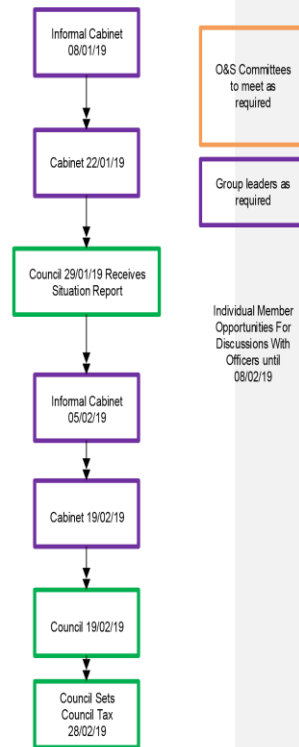 Informal Cabinet
08/01/19
Cabinet 22/01/19
Council 29/01/19 Receives
Situation Report
Informal Cabinet
05/02/19
Cabinet 19/02/19
Council 19/02/19
Council Sets
Council Tax
28/02/19
O&S Committees
to meet as
required
Group leaders as
required
Individual Member
Opportunities For
Discussions With
Officers until
08/02/19